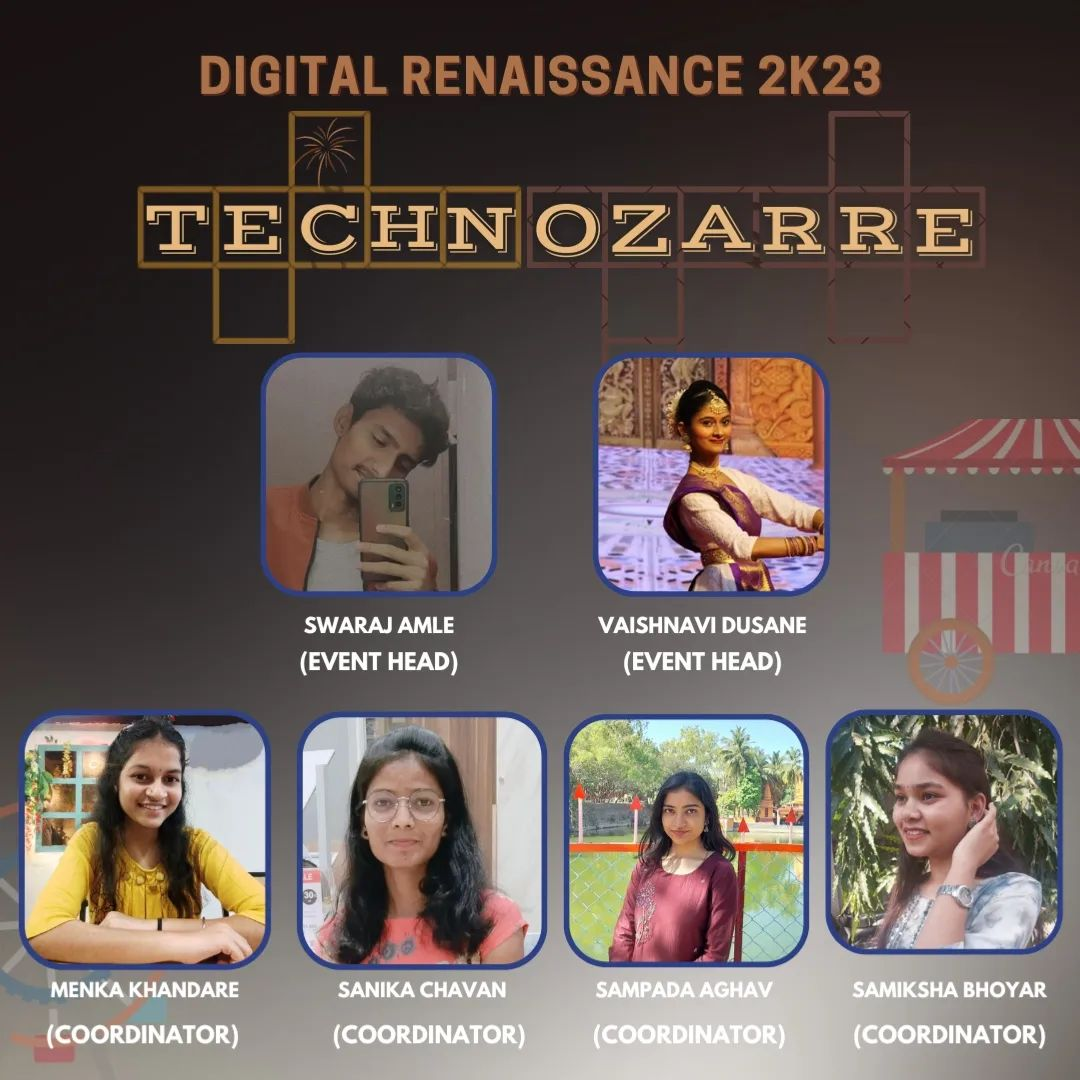 DIGITAL RENAISSANCE 2K23
TECHNOZARRE
SWARAJ AMLE
(EVENT HEAD)
VAISHNAVI DUSANE
(EVENT HEAD)
Canva
MENKA KHANDARE
(COORDINATOR)
SANIKA CHAVAN
(COORDINATOR)
SAMPADA AGHAV
(COORDINATOR)
SAMIKSHA BHOYAR
(COORDINATOR)